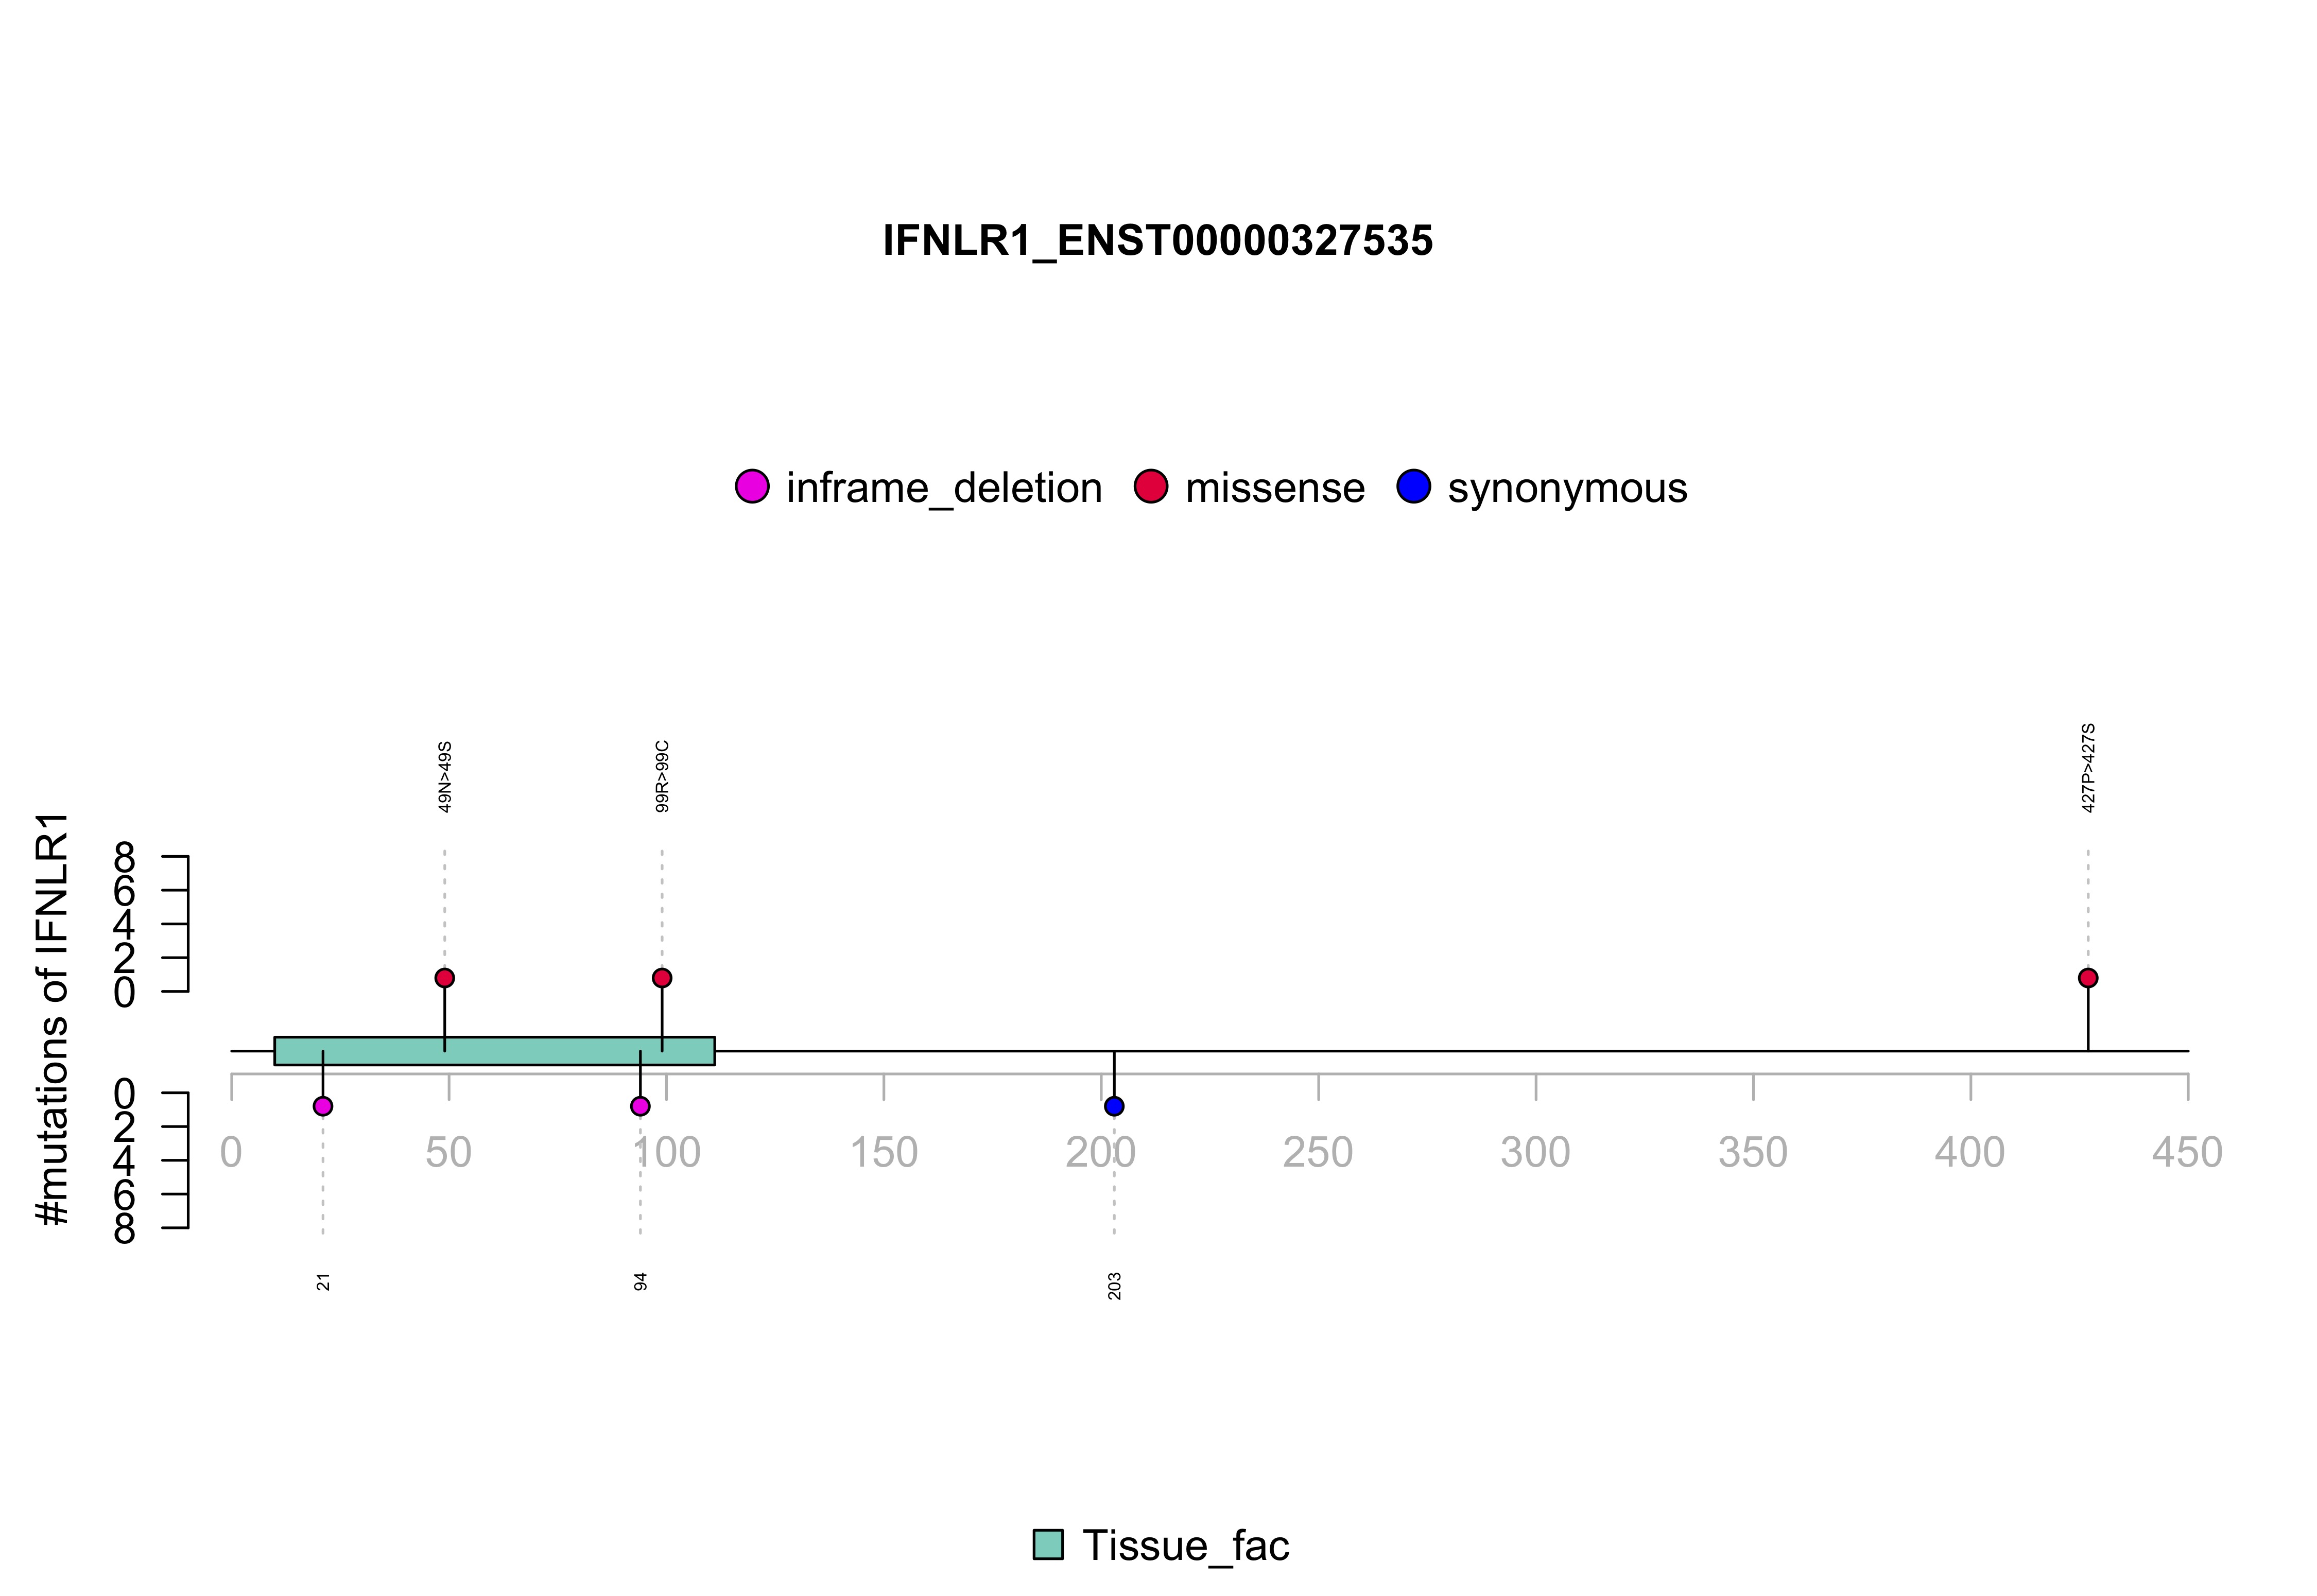 IFNLR1_ENST00000327535
inframe_deletion missense synonymous
49N>49S 99R>99C 427P>427S
#mutations of IFNLR1
8
6
4
2
0
0
2
4
6
8
0 50 100 150 200 250 300 350 400 450
21 94 203
Tissue_fac